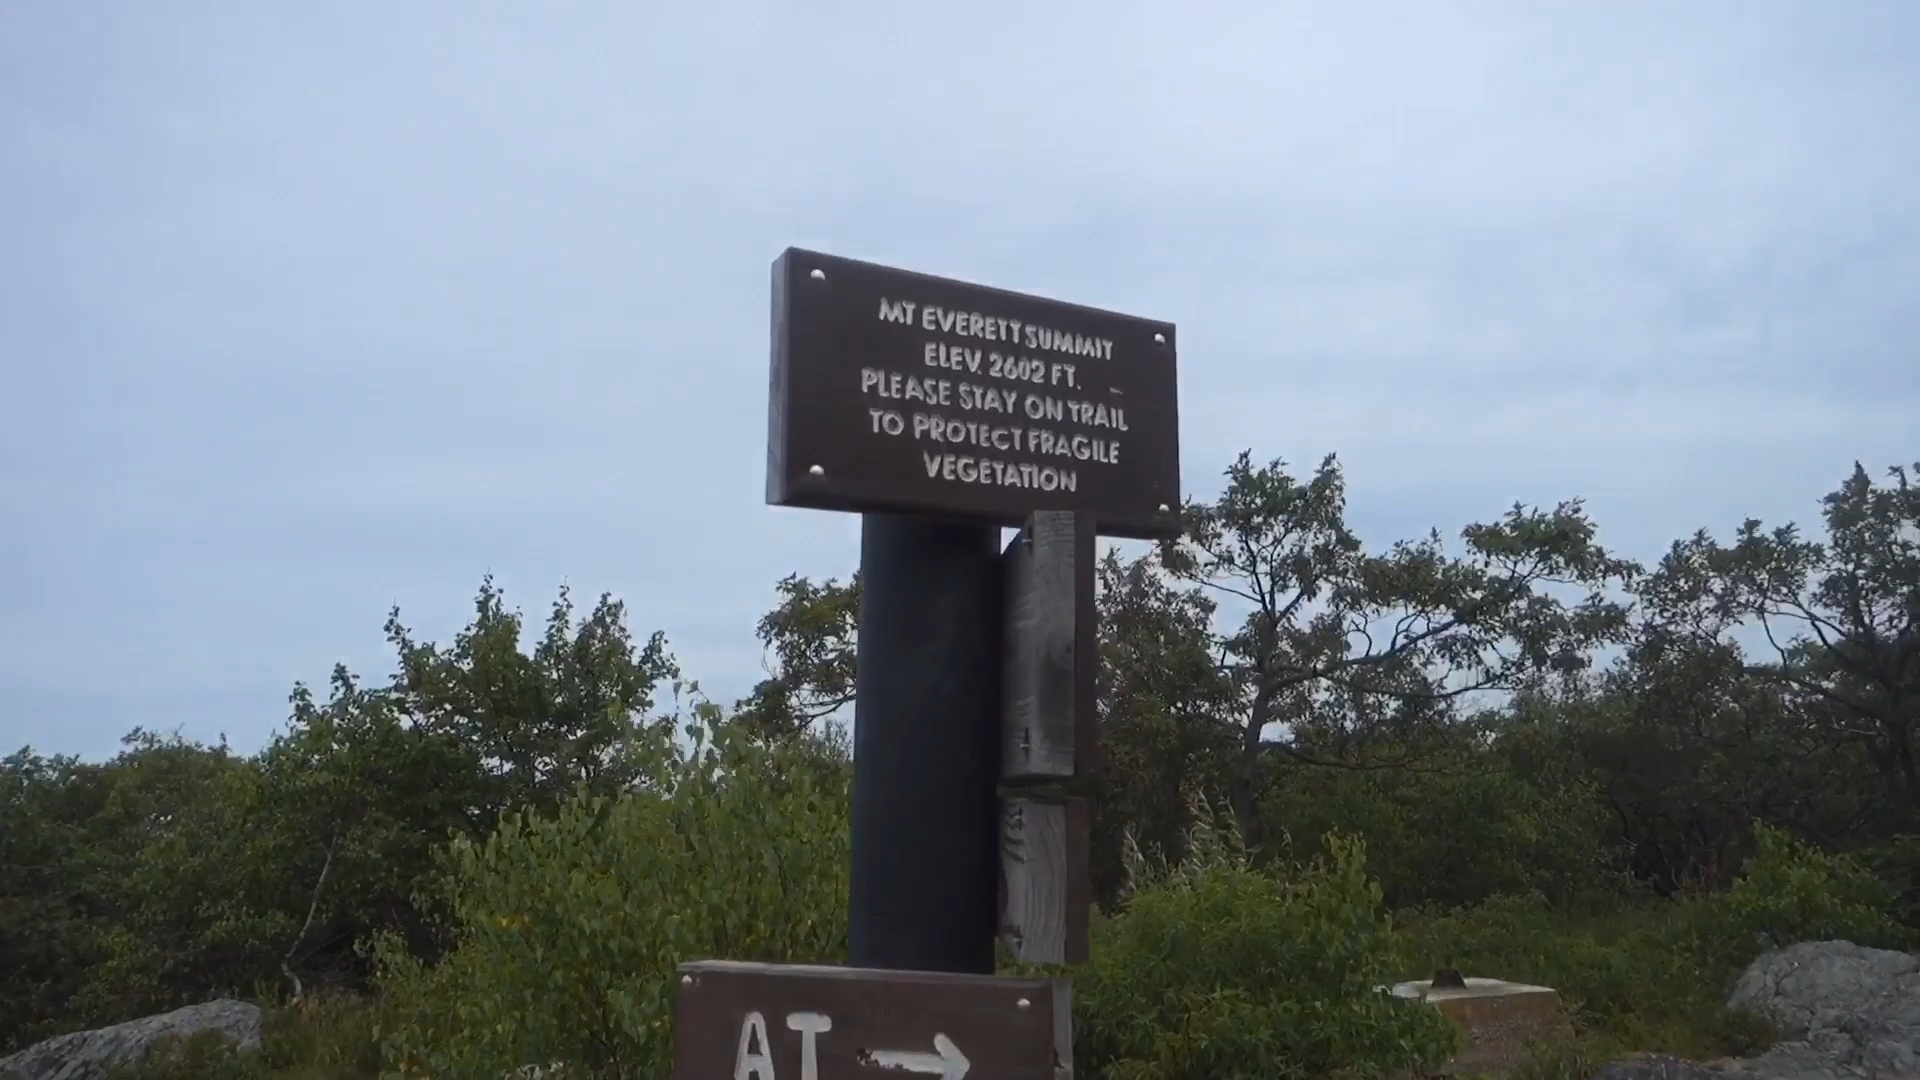 MT EVERETT SUMMIT
ELEV. 2602 FT.
PLEASE STAY ON TRAIL
TO PROTECT FRAGILE
VEGETATION
AT →